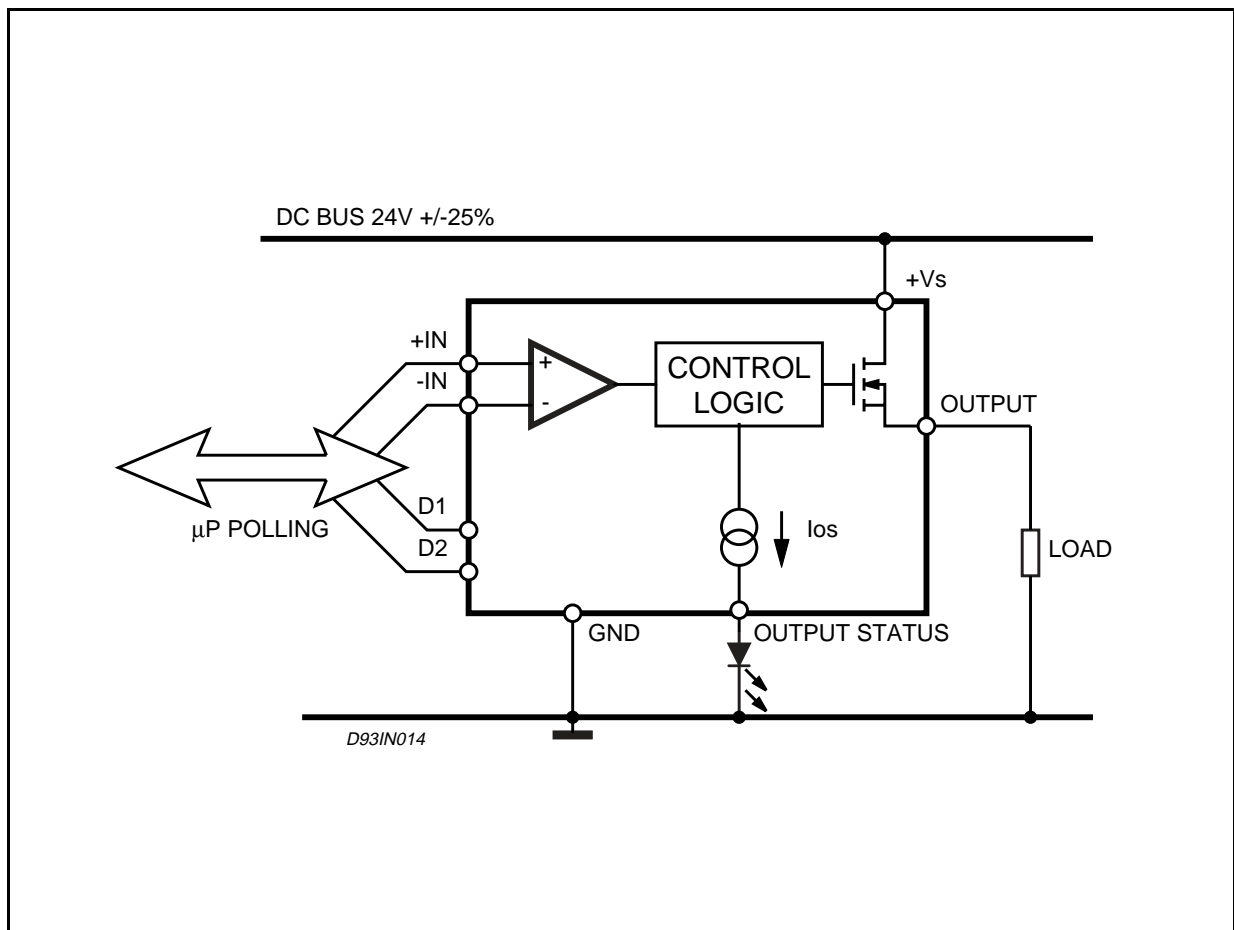 DC BUS 24V +/-25%
+Vs
+IN
-IN
+
-
CONTROL
LOGIC
OUTPUT
D1
D2
µP POLLING
Ios
LOAD
GND
OUTPUT STATUS
D93IN014